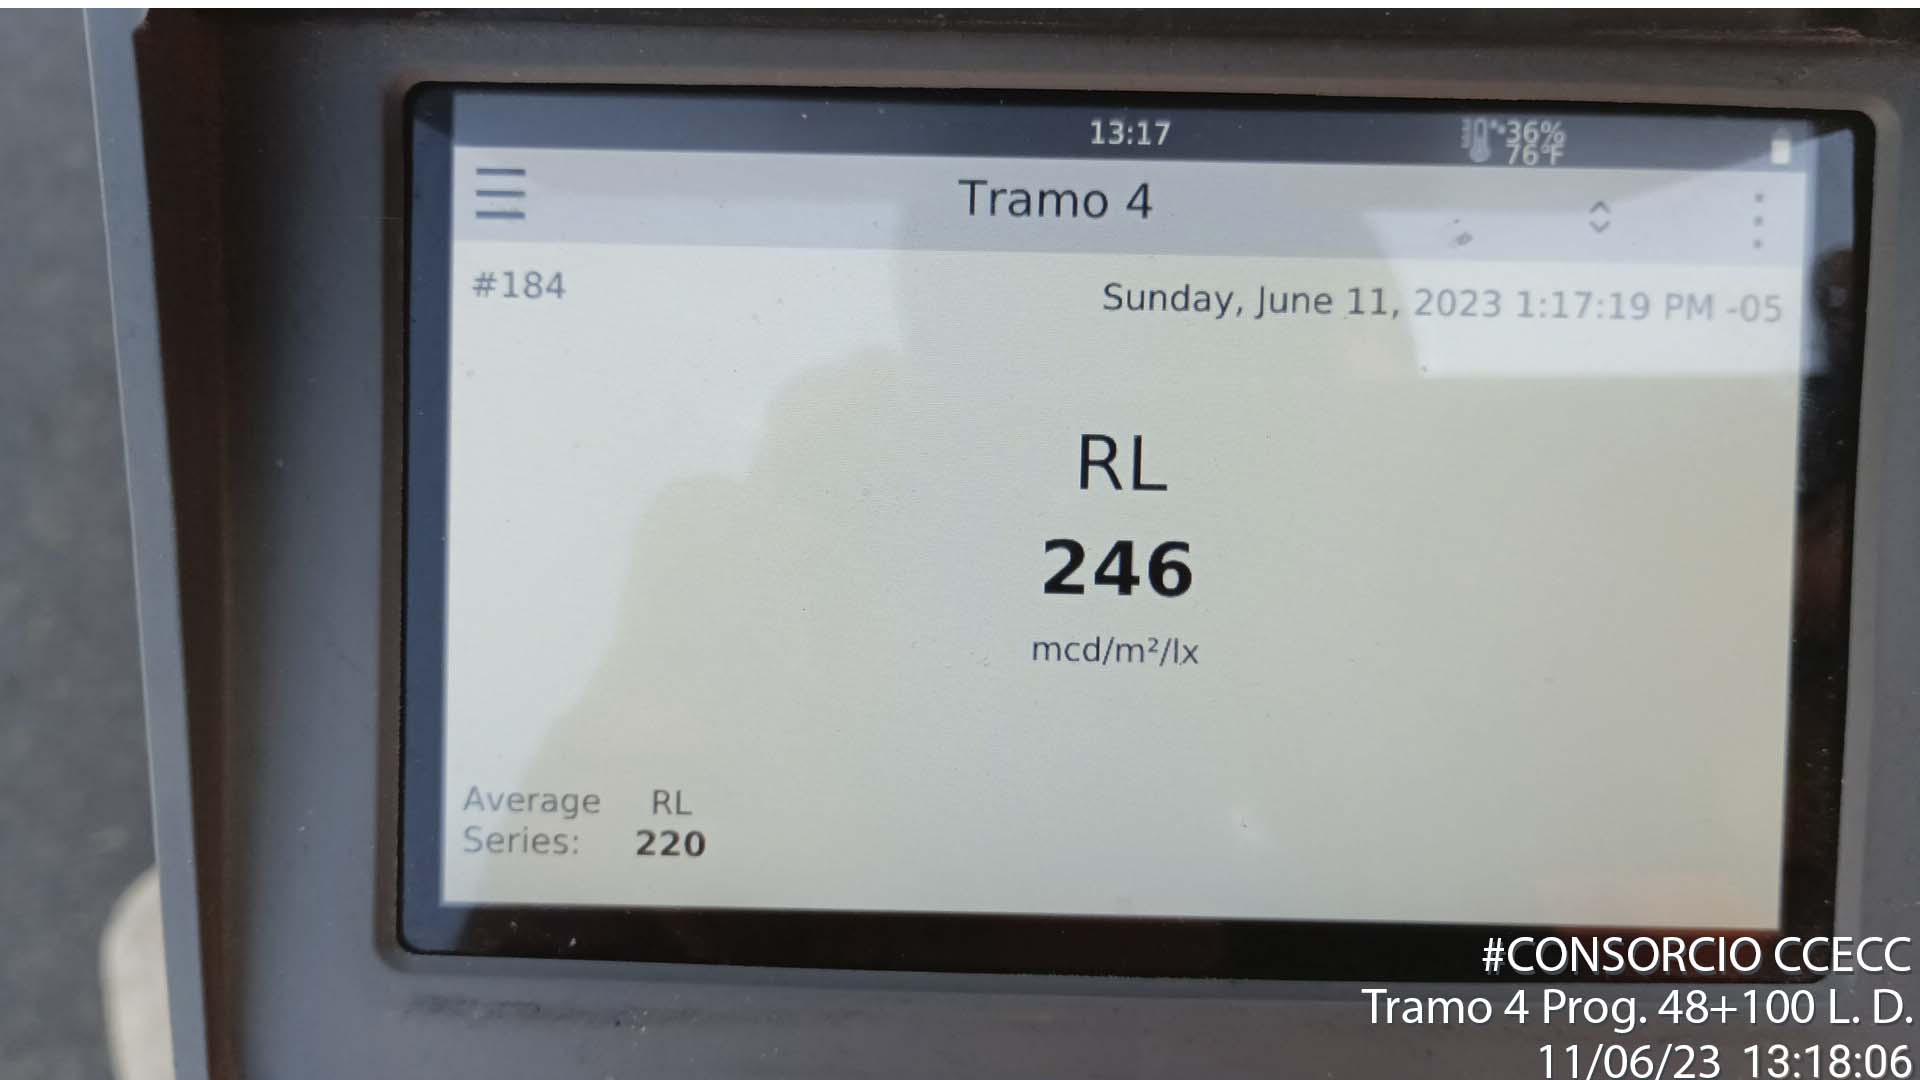 13:17
36%
76°F
Tramo 4
#184
Sunday, June 11, 2023 1:17:19 PM -05
RL
246
mcd/m²/lx
Average RL
Series: 220
#CONSORCIO CCECC
Tramo 4 Prog. 48+100 L. D.
11/06/23 13:18:06